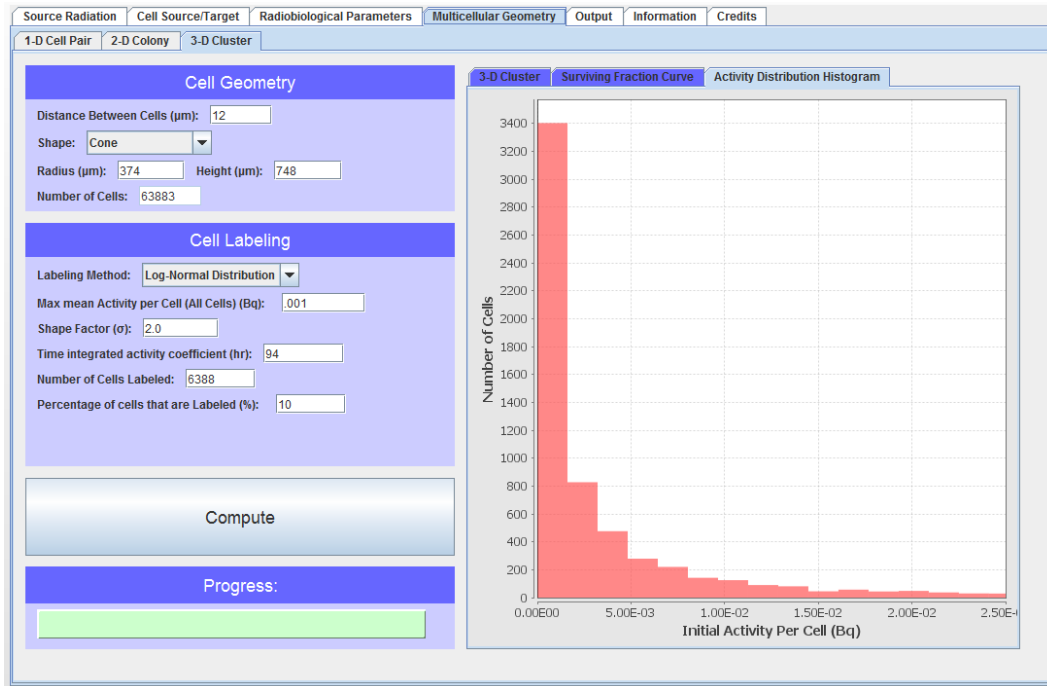 Source Radiation Cell Source/Target Radiobiological Parameters Multicellular Geometry Output Information Credits
1-D Cell Pair 2-D Colony 3-D Cluster
Cell Geometry
Distance Between Cells (µm): 12
Shape: Cone
Radius (µm): 374 Height (µm): 748
Number of Cells: 63883
Cell Labeling
Labeling Method: Log-Normal Distribution
Max mean Activity per Cell (All Cells) (Bq): .001
Shape Factor (σ): 2.0
Time integrated activity coefficient (hr): 94
Number of Cells Labeled: 6388
Percentage of cells that are Labeled (%): 10
Compute
Progress:
3-D Cluster Surviving Fraction Curve Activity Distribution Histogram
Number of Cells
3400
3200
3000
2800
2600
2400
2200
2000
1800
1600
1400
1200
1000
800
600
400
200
0
0.00E00 5.00E-03 1.00E-02 1.50E-02 2.00E-02 2.50E-
Initial Activity Per Cell (Bq)